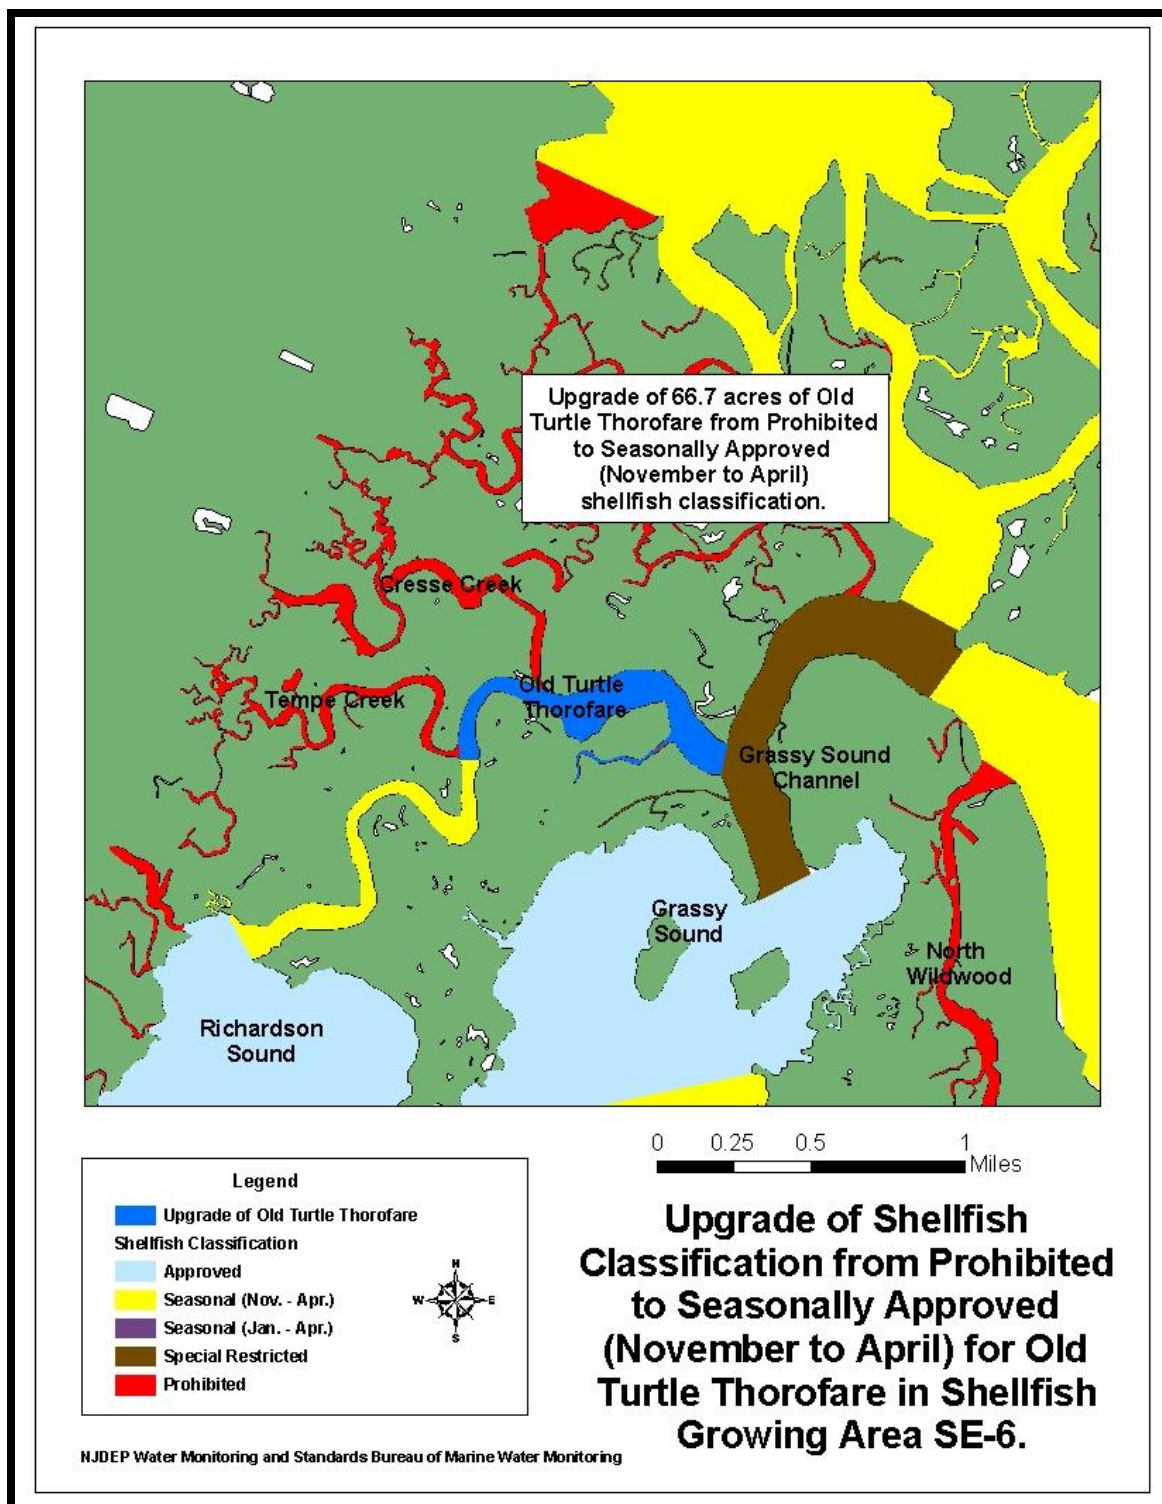 Upgrade of 66.7 acres of Old
Turtle Thorofare from Prohibited
to Seasonally Approved
(November to April)
shellfish classification.
Cresse Creek
Tempe Creek
Old Turtle
Thorofare
Grassy Sound
Channel
Grassy
Sound
North
Wildwood
Richardson
Sound
0 0.25 0.5 1
Miles
Legend
Upgrade of Old Turtle Thorofare
Shellfish Classification
Approved
Seasonal (Nov. - Apr.)
Seasonal (Jan. - Apr.)
Special Restricted
Prohibited
N
W E
S
Upgrade of Shellfish
Classification from Prohibited
to Seasonally Approved
(November to April) for Old
Turtle Thorofare in Shellfish
Growing Area SE-6.
NJDEP Water Monitoring and Standards Bureau of Marine Water Monitoring